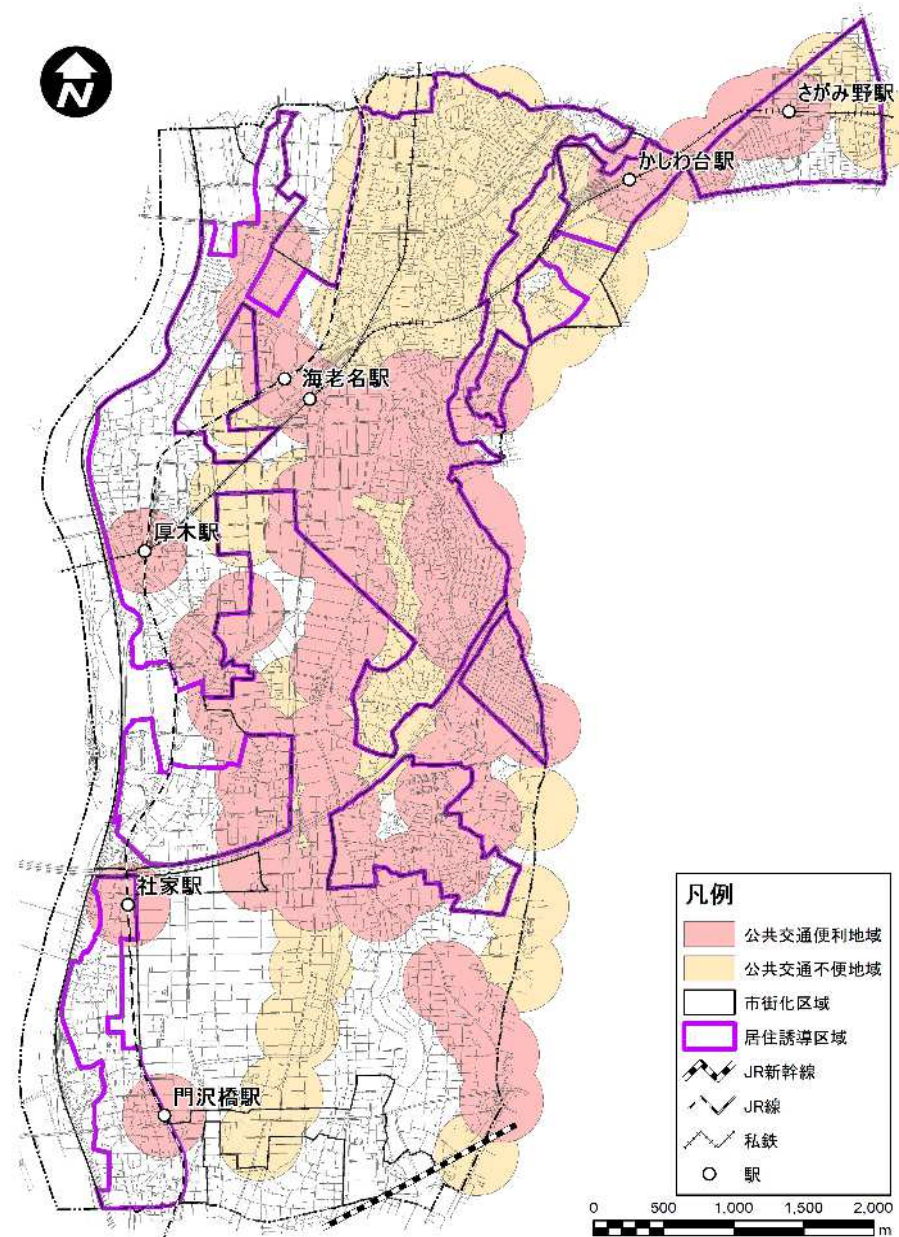 N
さがみ野駅
かしわ台駅
海老名駅
厚木駅
社家駅
門沢橋駅
凡例
公共交通便利地域
公共交通不便地域
市街化区域
居住誘導区域
JR新幹線
JR線
私鉄
駅
0 500 1,000 1,500 2,000
m